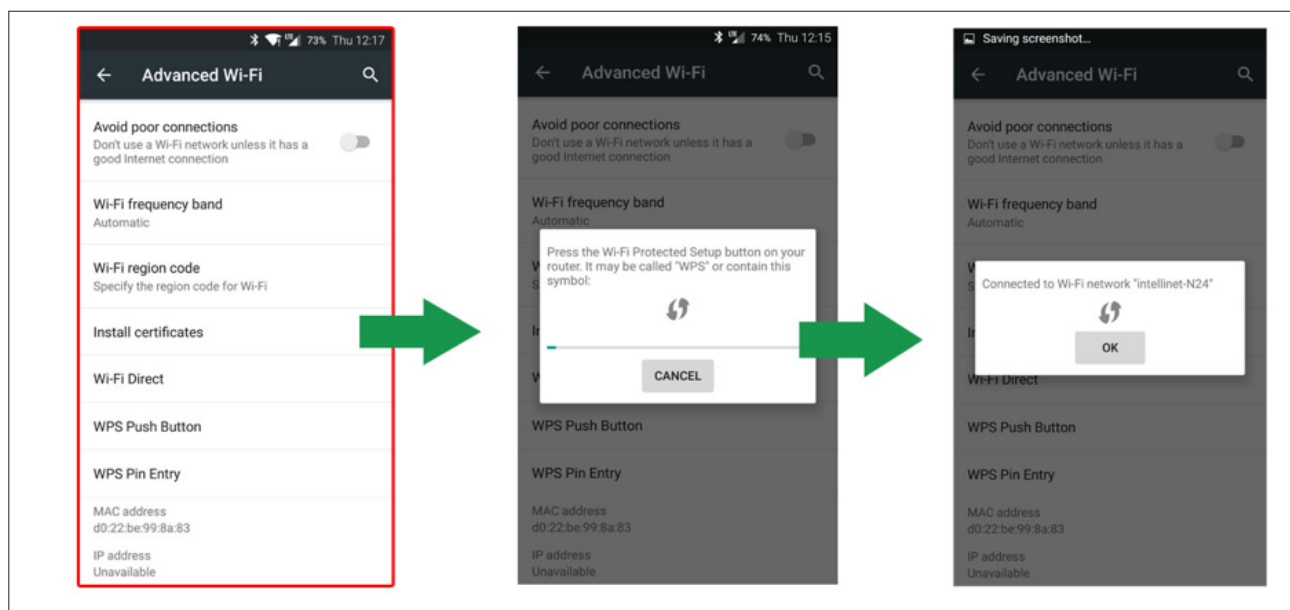 73% Thu 12:17
Advanced Wi-Fi
Avoid poor connections
Don't use a Wi-Fi network unless it has a
good Internet connection
Wi-Fi frequency band
Automatic
Wi-Fi region code
Specify the region code for Wi-Fi
Install certificates
Wi-Fi Direct
WPS Push Button
WPS Pin Entry
MAC address
d0:22:be:99:8a:83
IP address
Unavailable
LTE 74% Thu 12:15
Advanced Wi-Fi
Avoid poor connections
Don't use a Wi-Fi network unless it has a
good Internet connection
Wi-Fi frequency band
Automatic
Press the Wi-Fi Protected Setup button on your
router. It may be called "WPS" or contain this
symbol:
CANCEL
WPS Push Button
WPS Pin Entry
MAC address
d0:22:be:99:8a:83
IP address
Unavailable
Saving screenshot...
Advanced Wi-Fi
Avoid poor connections
Don't use a Wi-Fi network unless it has a
good Internet connection
Wi-Fi frequency band
Automatic
Connected to Wi-Fi network "intellinet-N24"
OK
Wi-Fi Direct
WPS Push Button
WPS Pin Entry
MAC address
d0:22:be:99:8a:83
IP address
Unavailable